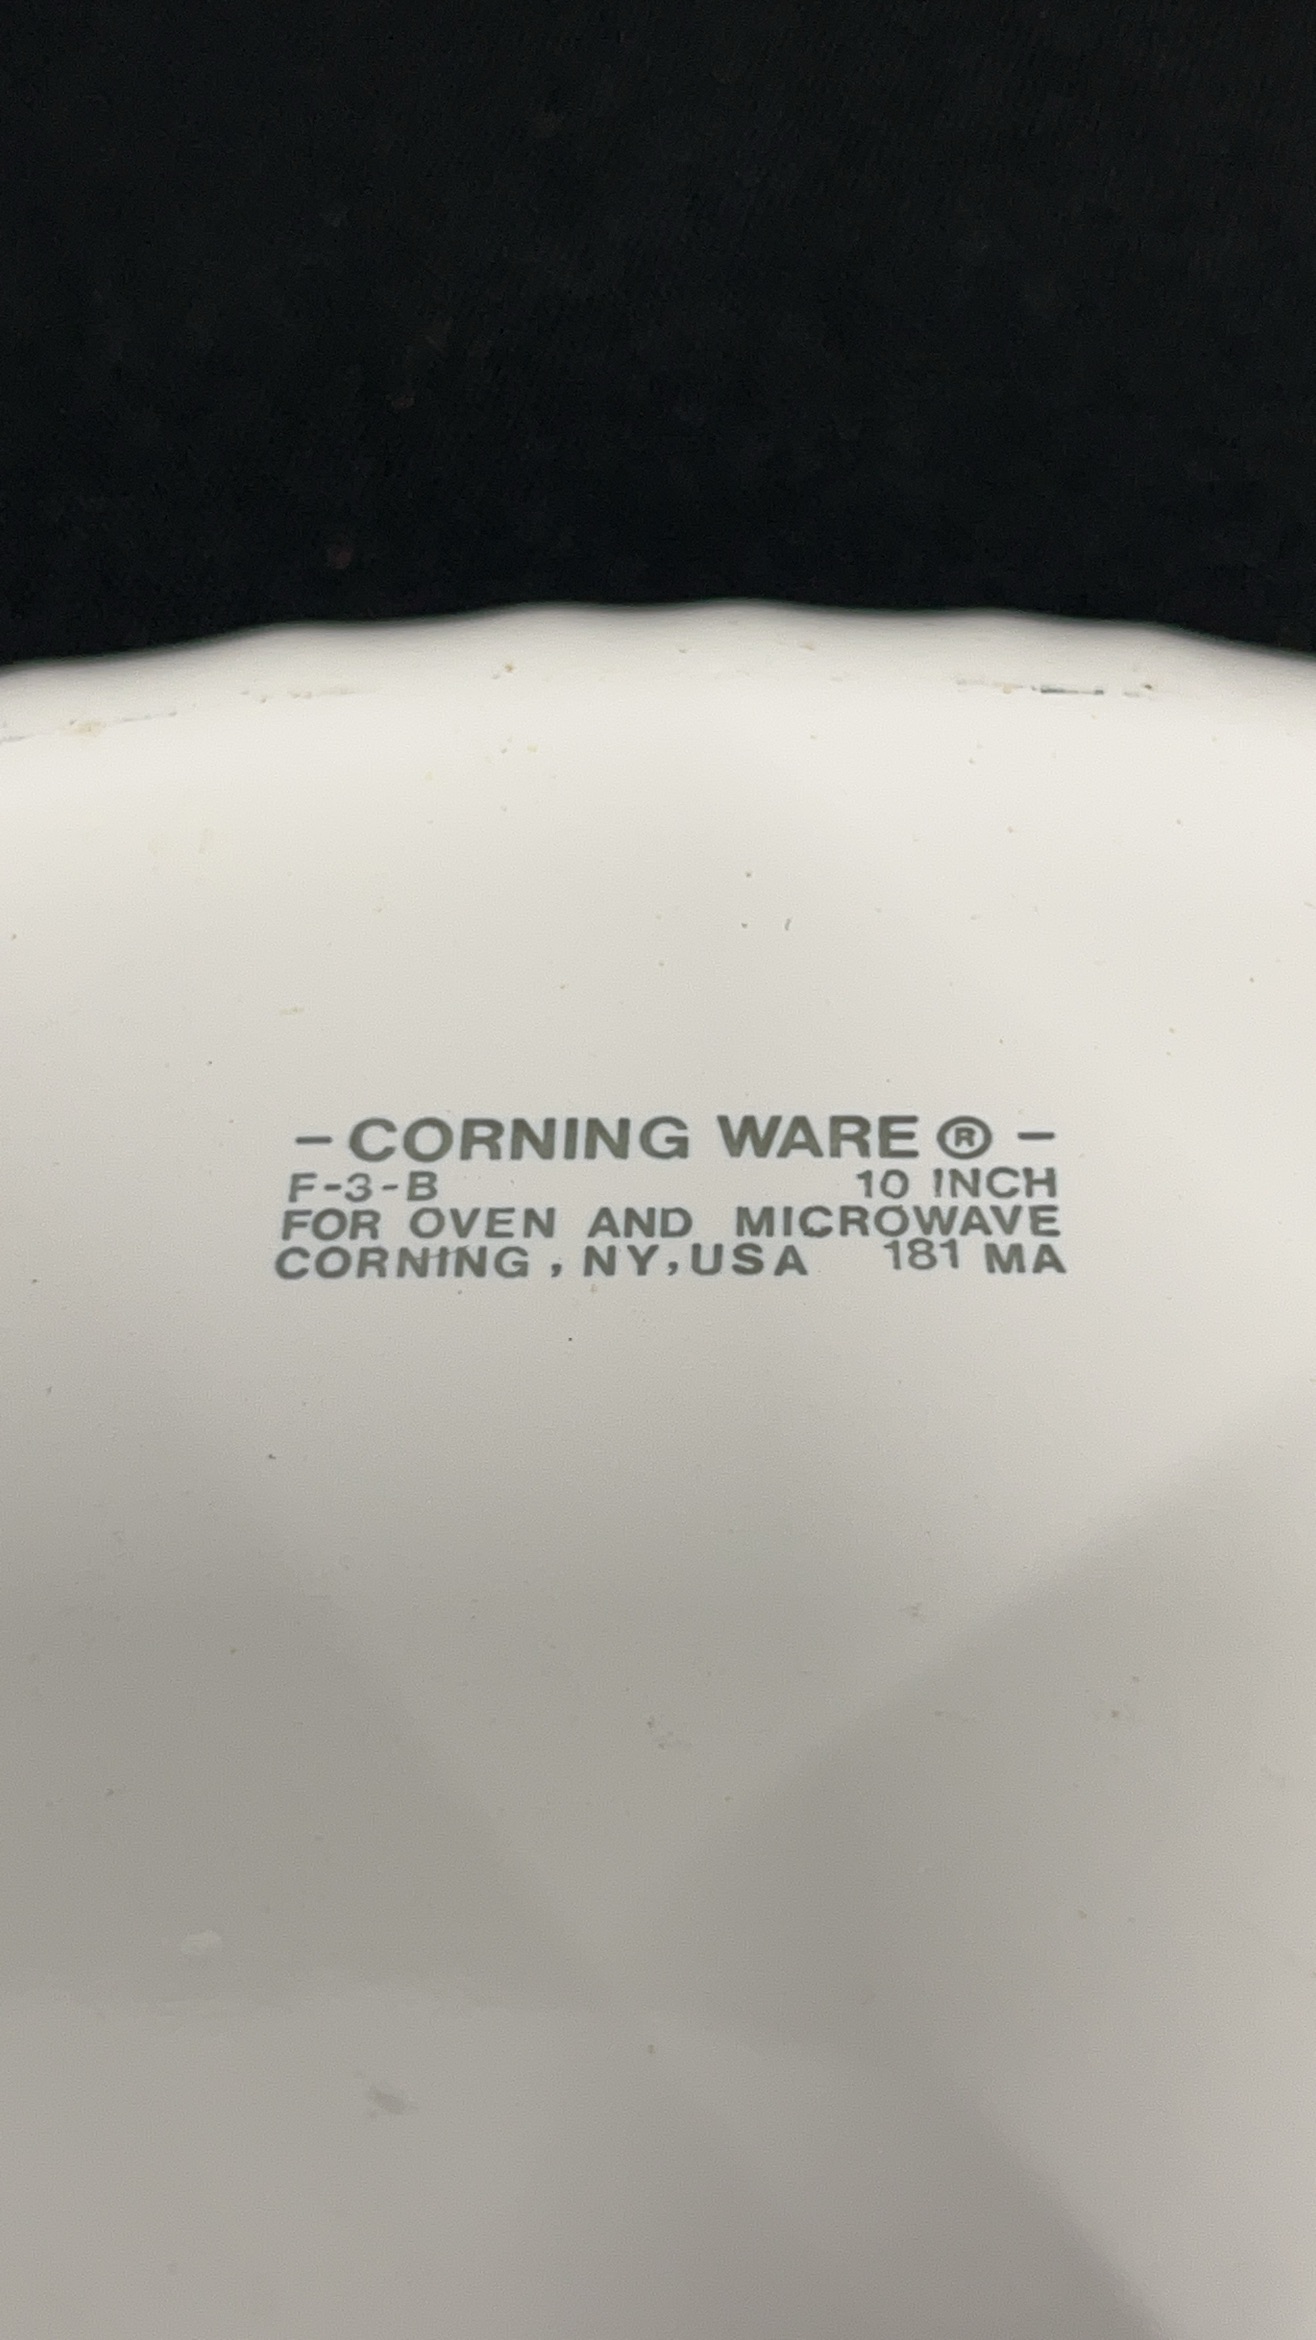 -CORNING WARE® -
F-3-B 10 INCH
FOR OVEN AND MICROWAVE
CORNING, NY, USA 181 MA